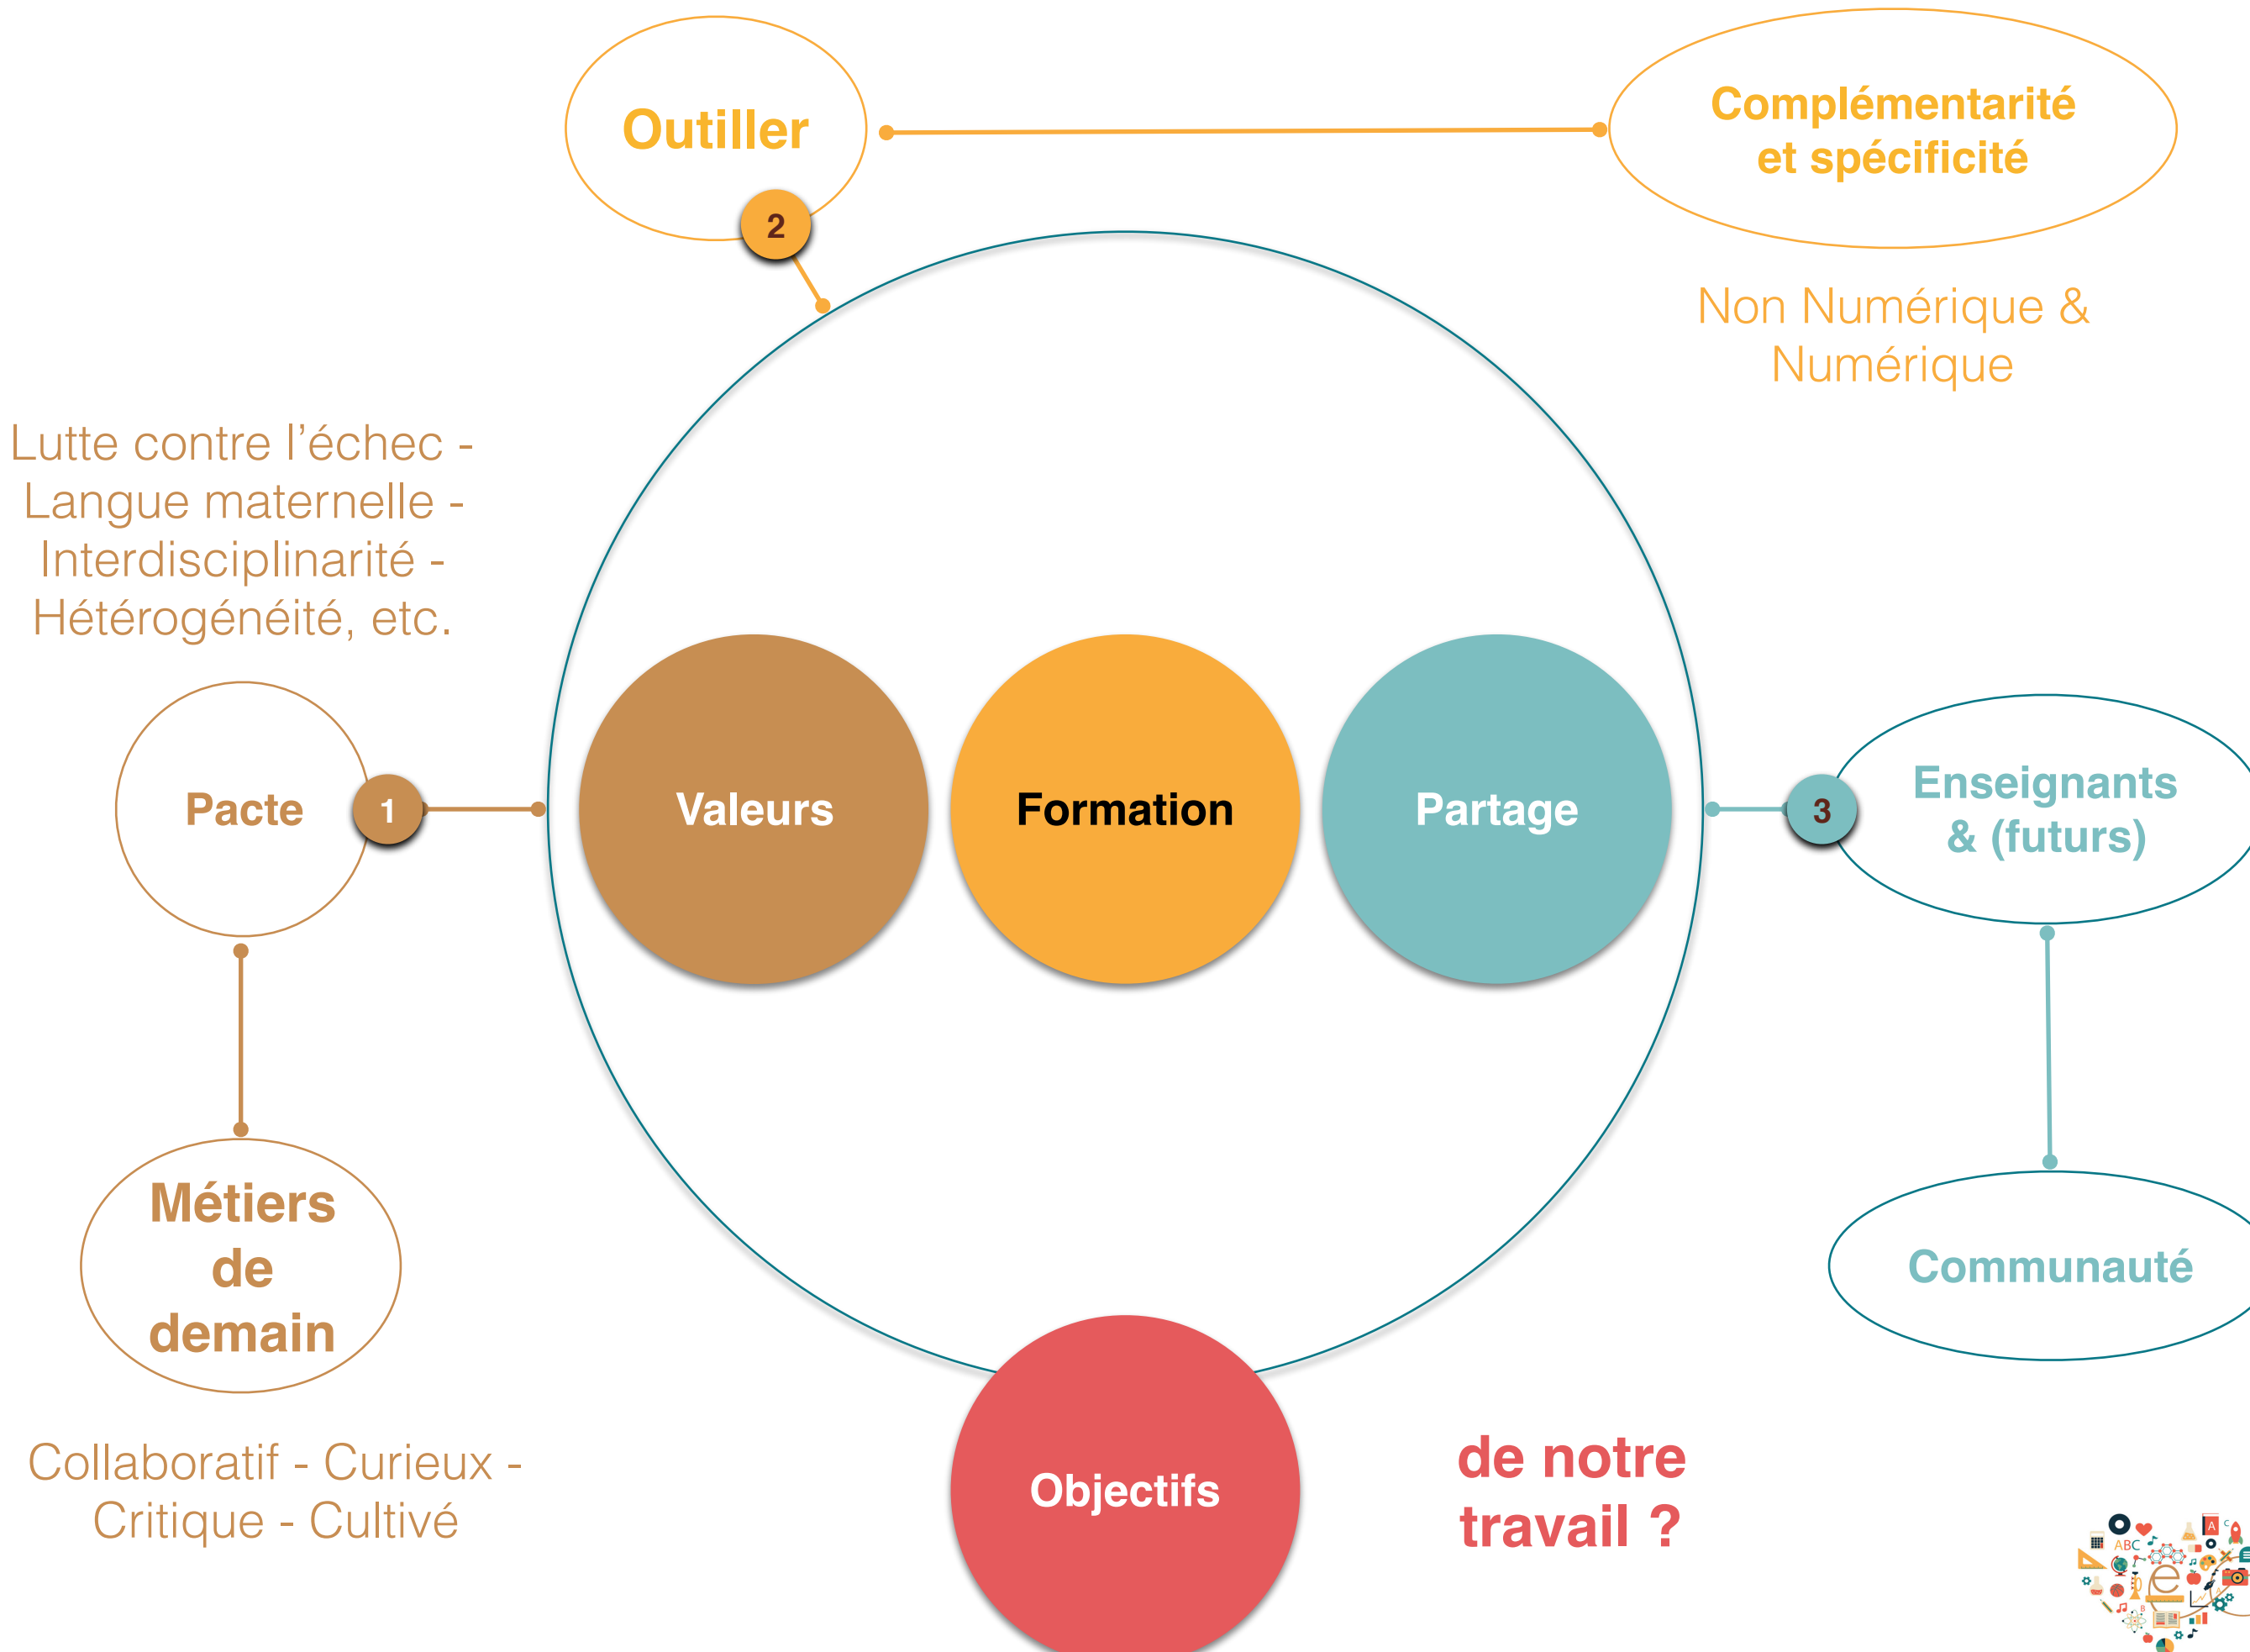 Outiller
Complémentarité
et spécificité
2
Non Numérique &
Numérique
Lutte contre l’échec -
Langue maternelle -
Interdisciplinarité -
Hétérogénéité, etc.
Pacte
1
Valeurs
Formation
Partage
3
Enseignants
& (futurs)
Métiers
de
demain
Communauté
Collaboratif - Curieux -
Critique - Cultivé
Objectifs
de notre
travail ?
A
C
ABC
e
A
B